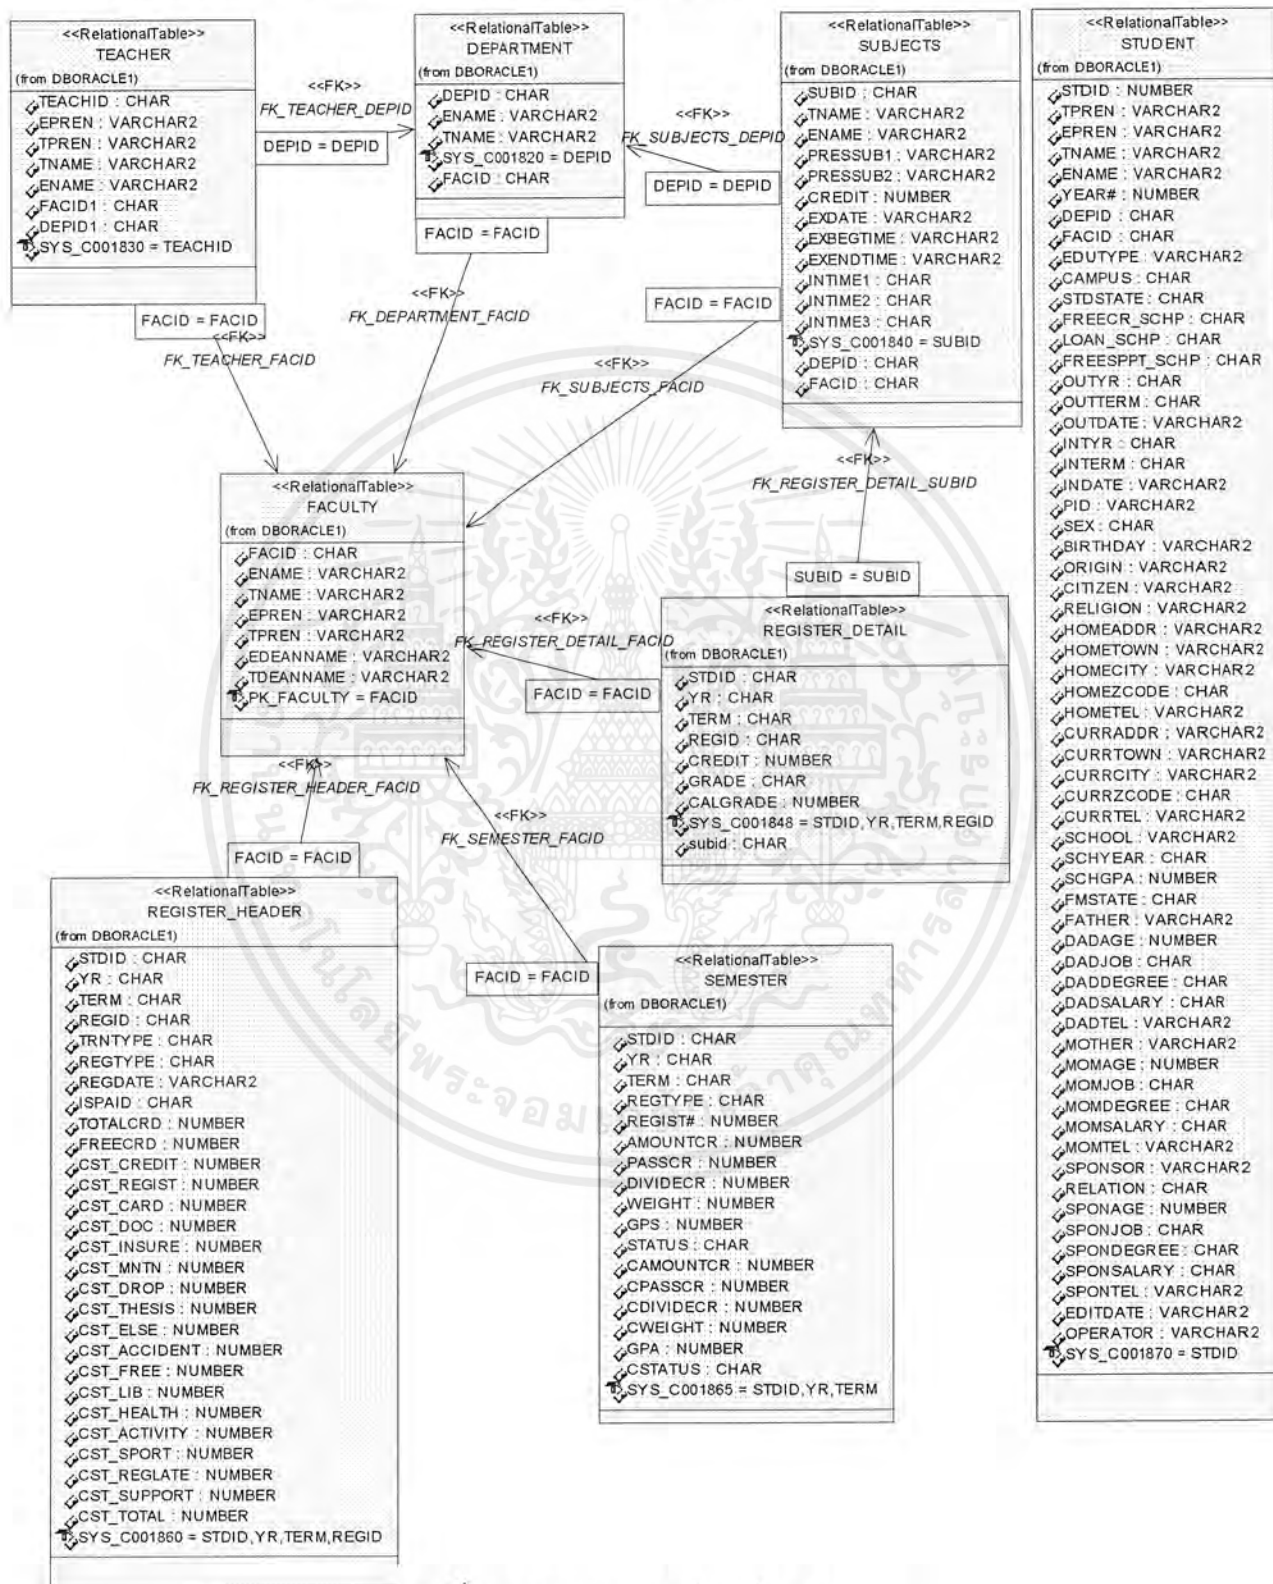 <<RelationalTable>>
TEACHER
(from DBORACLE1)
TEACHID : CHAR
EPREN : VARCHAR2
TPREN : VARCHAR2
TNAME : VARCHAR2
ENAME : VARCHAR2
FACID1 : CHAR
DEPID1 : CHAR
SYS_C001830 = TEACHID
<<FK>>
FK_TEACHER_DEPID
DEPID = DEPID
<<RelationalTable>>
DEPARTMENT
(from DBORACLE1)
DEPID : CHAR
ENAME : VARCHAR2
TNAME : VARCHAR2
SYS_C001820 = DEPID
FACID : CHAR
<<FK>>
FK_SUBJECTS_DEPID
DEPID = DEPID
<<RelationalTable>>
SUBJECTS
(from DBORACLE1)
SUBID : CHAR
TNAME : VARCHAR2
ENAME : VARCHAR2
PRESSUB1 : VARCHAR2
PRESSUB2 : VARCHAR2
CREDIT : NUMBER
EXDATE : VARCHAR2
EXBEGTIME : VARCHAR2
EXENDTIME : VARCHAR2
INTIME1 : CHAR
INTIME2 : CHAR
INTIME3 : CHAR
SYS_C001840 = SUBID
DEPID : CHAR
FACID : CHAR
<<RelationalTable>>
STUDENT
(from DBORACLE1)
STDID : NUMBER
TPREN : VARCHAR2
EPREN : VARCHAR2
TNAME : VARCHAR2
ENAME : VARCHAR2
YEAR# : NUMBER
DEPID : CHAR
FACID : CHAR
EDUTYPE : VARCHAR2
CAMPUS : CHAR
STDSTATE : CHAR
FREECR_SCHP : CHAR
LOAN_SCHP : CHAR
FREESPPT_SCHP : CHAR
OUTYR : CHAR
OUTTERM : CHAR
OUTDATE : VARCHAR2
INTYR : CHAR
INTERM : CHAR
INDATE : VARCHAR2
PID : VARCHAR2
SEX : CHAR
BIRTHDAY : VARCHAR2
ORIGIN : VARCHAR2
CITIZEN : VARCHAR2
RELIGION : VARCHAR2
HOMEADDR : VARCHAR2
HOMETOWN : VARCHAR2
HOMECITY : VARCHAR2
HOMEZCODE : CHAR
HOMETEL : VARCHAR2
CURRADDR : VARCHAR2
CURRTOWN : VARCHAR2
CURRCITY : VARCHAR2
CURRZCODE : CHAR
CURRTEL : VARCHAR2
SCHOOL : VARCHAR2
SCHYEAR : CHAR
SCHGPA : NUMBER
FMSTATE : CHAR
FATHER : VARCHAR2
DADAGE : NUMBER
DADJOB : CHAR
DADDEGREE : CHAR
DADSALARY : CHAR
DADTEL : VARCHAR2
MOTHER : VARCHAR2
MOMAGE : NUMBER
MOMJOB : CHAR
MOMDEGREE : CHAR
MOMSALARY : CHAR
MOMTEL : VARCHAR2
SPONSOR : VARCHAR2
RELATION : CHAR
SPONAGE : NUMBER
SPONJOB : CHAR
SPONDEGREE : CHAR
SPONSALARY : CHAR
SPONTEL : VARCHAR2
EDITDATE : VARCHAR2
OPERATOR : VARCHAR2
SYS_C001870 = STDID
FACID = FACID
<<FK>>
FK_TEACHER_FACID
FACID = FACID
<<FK>>
FK_DEPARTMENT_FACID
FACID = FACID
<<FK>>
FK_SUBJECTS_FACID
<<FK>>
FK_REGISTER_DETAIL_SUBID
SUBID = SUBID
<<RelationalTable>>
FACULTY
(from DBORACLE1)
FACID : CHAR
ENAME : VARCHAR2
TNAME : VARCHAR2
EPREN : VARCHAR2
TPREN : VARCHAR2
EDEANNAME : VARCHAR2
TDEANNAME : VARCHAR2
PK_FACULTY = FACID
<<FK>>
FK_REGISTER_DETAIL_FACID
FACID = FACID
<<RelationalTable>>
REGISTER_DETAIL
(from DBORACLE1)
STDID : CHAR
YR : CHAR
TERM : CHAR
REGID : CHAR
CREDIT : NUMBER
GRADE : CHAR
CALGRADE : NUMBER
SYS_C001848 = STDID,YR,TERM,REGID
subid : CHAR
<<FK>>
FK_REGISTER_HEADER_FACID
FACID = FACID
<<FK>>
FK_SEMESTER_FACID
FACID = FACID
<<RelationalTable>>
REGISTER_HEADER
(from DBORACLE1)
STDID : CHAR
YR : CHAR
TERM : CHAR
REGID : CHAR
TRNTYPE : CHAR
REGTYPE : CHAR
REGDATE : VARCHAR2
ISPAID : CHAR
TOTALCRD : NUMBER
FREECRD : NUMBER
CST_CREDIT : NUMBER
CST_REGIST : NUMBER
CST_CARD : NUMBER
CST_DOC : NUMBER
CST_INSURE : NUMBER
CST_MNTN : NUMBER
CST_DROP : NUMBER
CST_THESIS : NUMBER
CST_ELSE : NUMBER
CST_ACCIDENT : NUMBER
CST_FREE : NUMBER
CST_LIB : NUMBER
CST_HEALTH : NUMBER
CST_ACTIVITY : NUMBER
CST_SPORT : NUMBER
CST_REGLATE : NUMBER
CST_SUPPORT : NUMBER
CST_TOTAL : NUMBER
SYS_C001860 = STDID,YR,TERM,REGID
<<RelationalTable>>
SEMESTER
(from DBORACLE1)
STDID : CHAR
YR : CHAR
TERM : CHAR
REGTYPE : CHAR
REGIST# : NUMBER
AMOUNTCR : NUMBER
PASSCR : NUMBER
DIVIDECR : NUMBER
WEIGHT : NUMBER
GPS : NUMBER
STATUS : CHAR
CAMOUNTCR : NUMBER
CPASSCR : NUMBER
CDIVIDECR : NUMBER
CWEIGHT : NUMBER
GPA : NUMBER
CSTATUS : CHAR
SYS_C001865 = STDID,YR,TERM